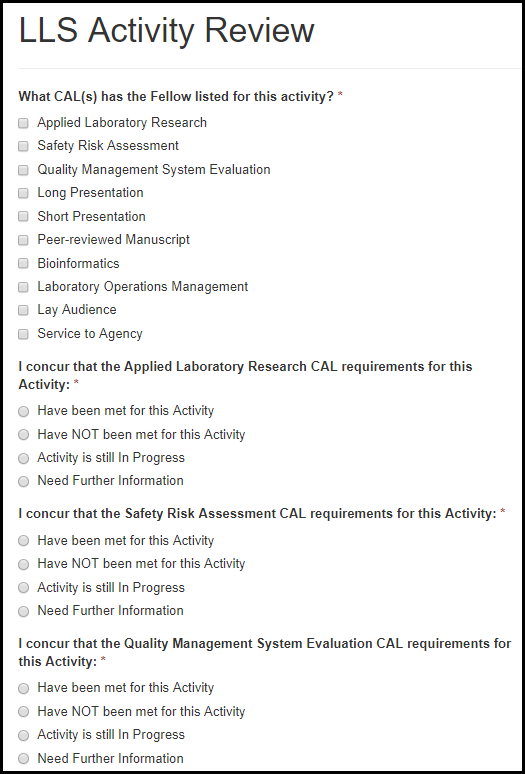 LLS Activity Review
What CAL(s) has the Fellow listed for this activity? *
Applied Laboratory Research
Safety Risk Assessment
Quality Management System Evaluation
Long Presentation
Short Presentation
Peer-reviewed Manuscript
Bioinformatics
Laboratory Operations Management
Lay Audience
Service to Agency
I concur that the Applied Laboratory Research CAL requirements for this
Activity: *
Have been met for this Activity
Have NOT been met for this Activity
Activity is still In Progress
Need Further Information
I concur that the Safety Risk Assessment CAL requirements for this Activity: *
Have been met for this Activity
Have NOT been met for this Activity
Activity is still In Progress
Need Further Information
I concur that the Quality Management System Evaluation CAL requirements for
this Activity: *
Have been met for this Activity
Have NOT been met for this Activity
Activity is still In Progress
Need Further Information